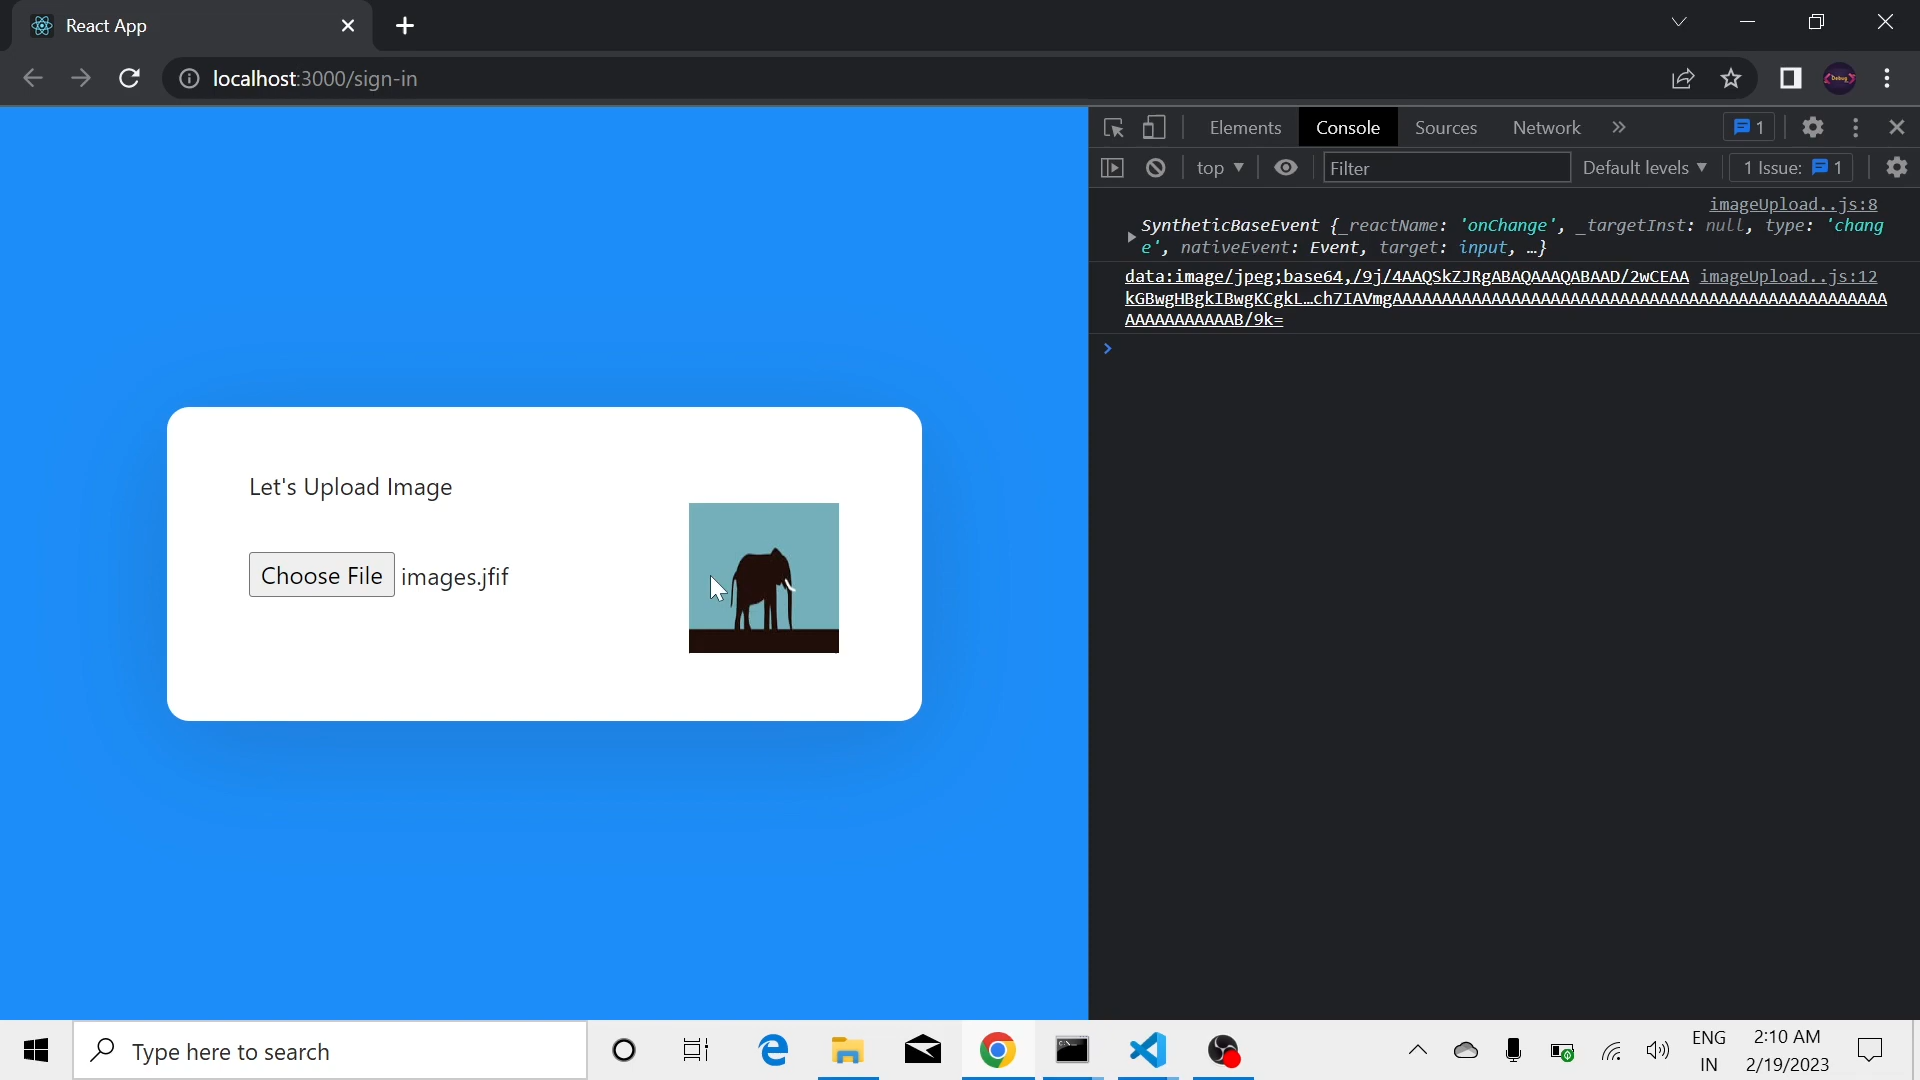 React App
localhost:3000/sign-in
Elements Console Sources Network » 1
top Filter Default levels 1 Issue: 1
imageUpload..js:8
SyntheticBaseEvent {_reactName: 'onChange', _targetInst: null, type: 'chang
e', nativeEvent: Event, target: input, …}
data:image/jpeg;base64,/9j/4AAQSkZJRgABAQAAAQABAAD/2wCEAA imageUpload..js:12
kGBwgHBgkIBwgKCgkL…ch7IAVmgAAAAAAAAAAAAAAAAAAAAAAAAAAAAAAAAAAAAAAAAAAAAAAAAAA
AAAAAAAAAAAB/9k=
Let's Upload Image
Choose File images.jfif
Type here to search
ENG
IN
2:10 AM
2/19/2023